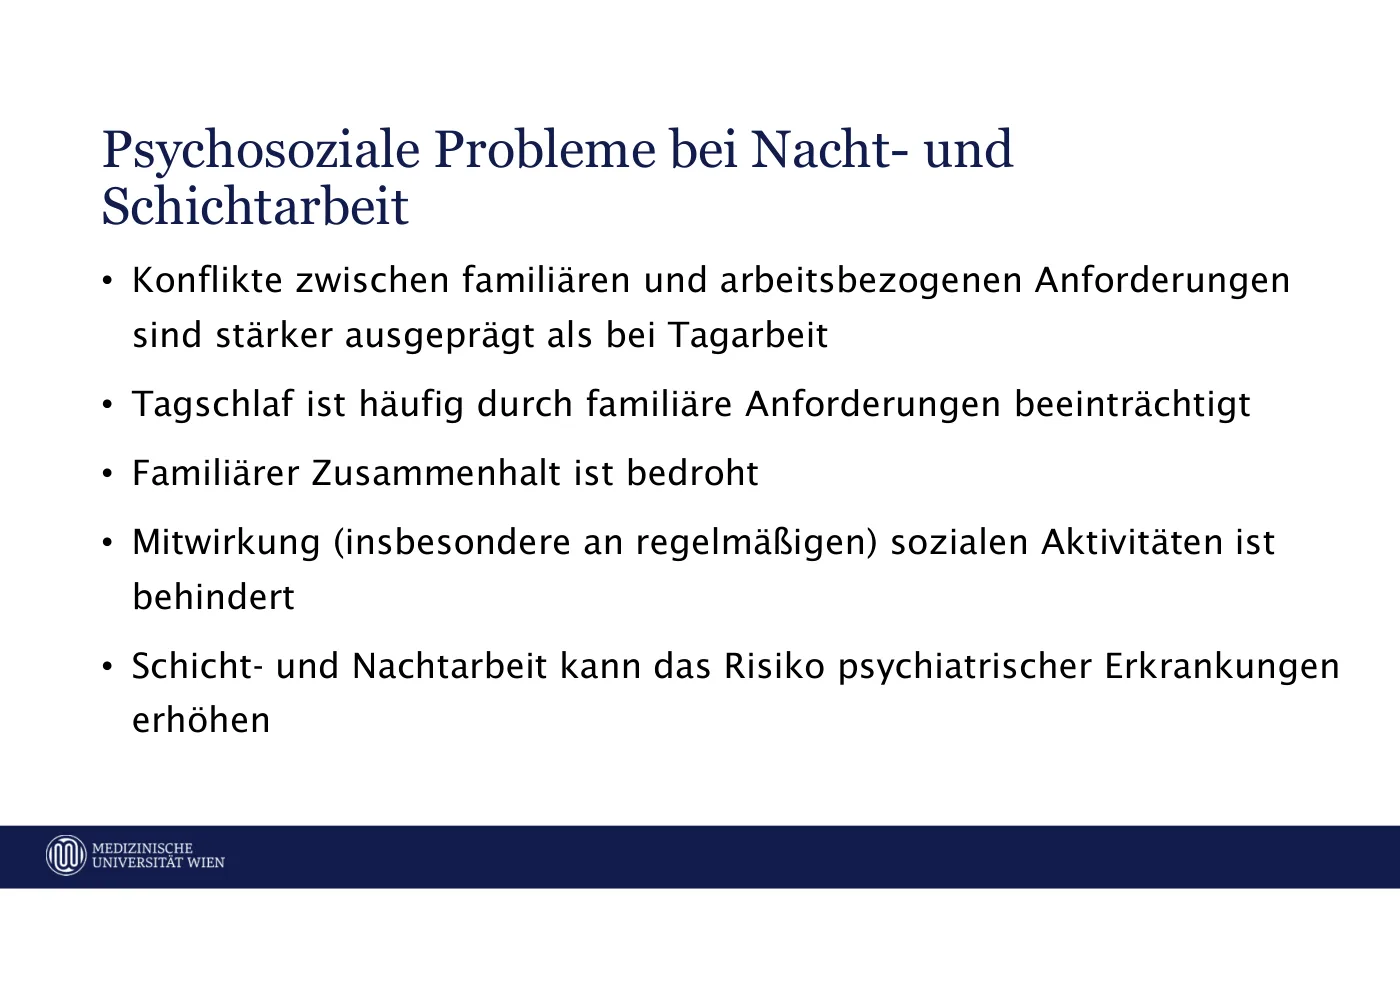 Psychosoziale Probleme bei Nacht- und
Schichtarbeit
• Konflikte zwischen familiären und arbeitsbezogenen Anforderungen
sind stärker ausgeprägt als bei Tagarbeit
• Tagschlaf ist häufig durch familiäre Anforderungen beeinträchtigt
• Familiärer Zusammenhalt ist bedroht
• Mitwirkung (insbesondere an regelmäßigen) sozialen Aktivitäten ist
behindert
• Schicht- und Nachtarbeit kann das Risiko psychiatrischer Erkrankungen
erhöhen
MEDIZINISCHE
UNIVERSITÄT WIEN